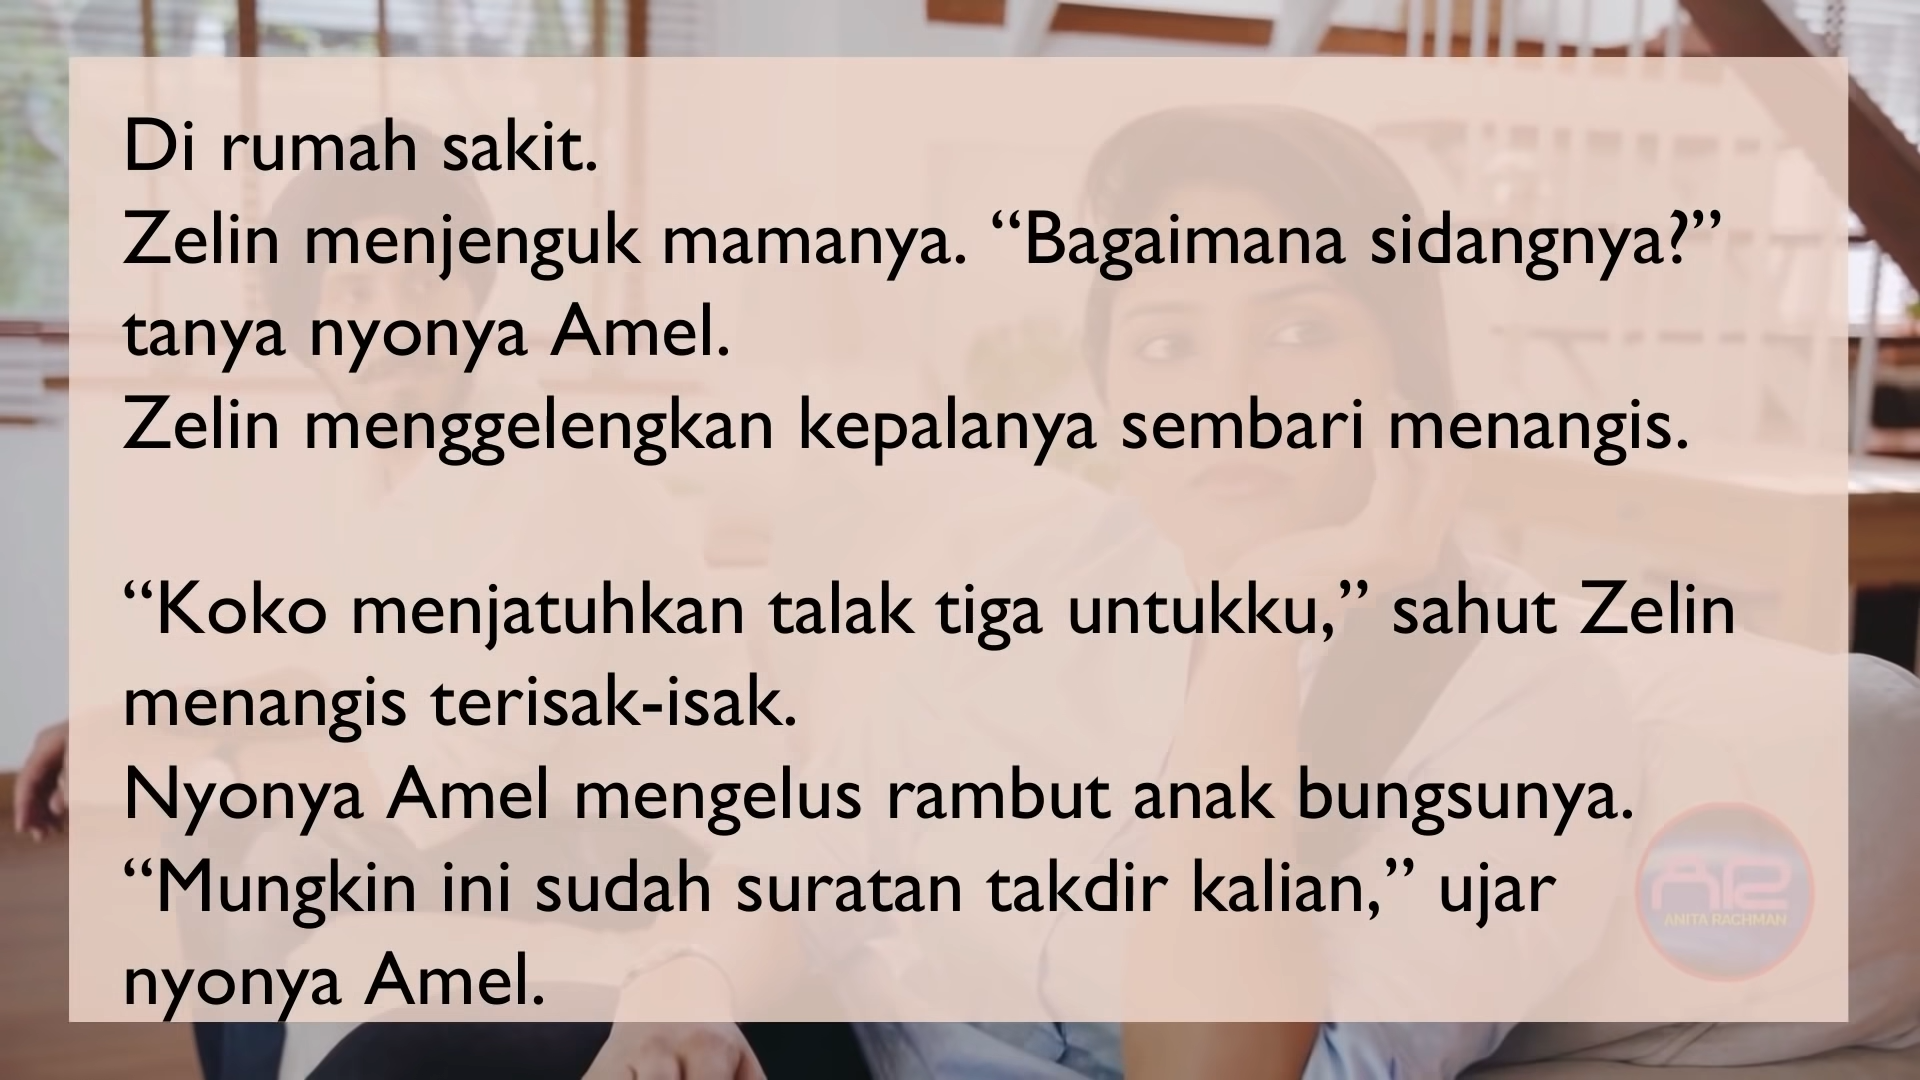 Di rumah sakit.
Zelin menjenguk mamanya. “Bagaimana sidangnya?”
tanya nyonya Amel.
Zelin menggelengkan kepalanya sembari menangis.
“Koko menjatuhkan talak tiga untukku,” sahut Zelin
menangis terisak-isak.
Nyonya Amel mengelus rambut anak bungsunya.
“Mungkin ini sudah suratan takdir kalian,” ujar
nyonya Amel.
AR
ANITA RACHMAN